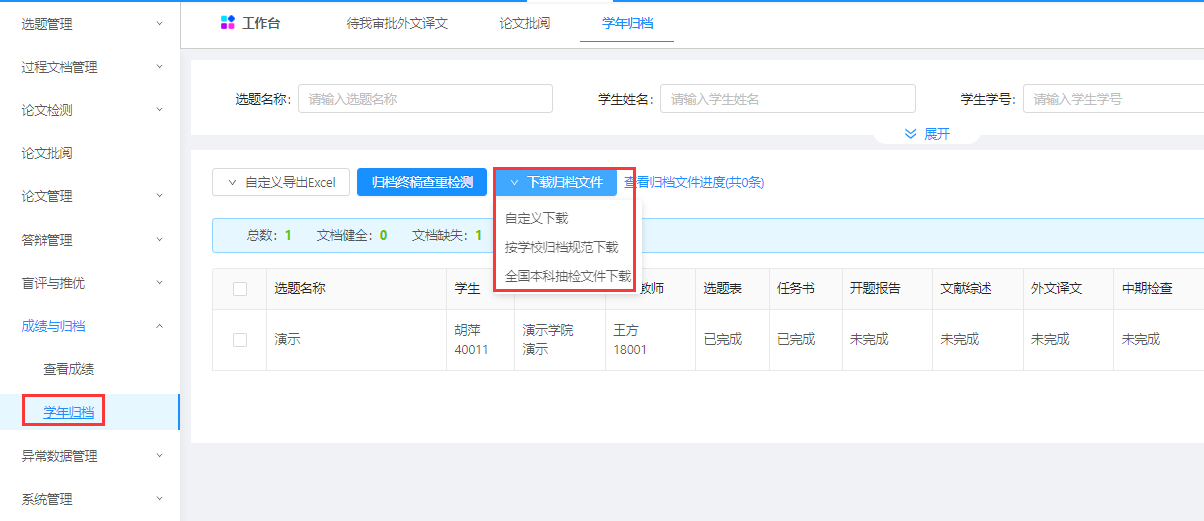 选题管理
过程文档管理
论文检测
论文批阅
论文管理
答辩管理
盲评与推优
成绩与归档
查看成绩
学年归档
异常数据管理
系统管理
工作台 待我审批外文译文 论文批阅 学年归档
选题名称: 请输入选题名称 学生姓名: 请输入学生姓名 学生学号: 请输入学生学号
展开
自定义导出Excel 归档终稿查重检测 下载归档文件 查看归档文件进度(共0条)
自定义下载
按学校归档规范下载
全国本科抽检文件下载
总数: 1 文档健全: 0 文档缺失: 1
选题名称 学生 教师 选题表 任务书 开题报告 文献综述 外文译文 中期检查
演示 胡萍 演示学院 王方 已完成 已完成 未完成 未完成 未完成 未完成
40011 演示 18001